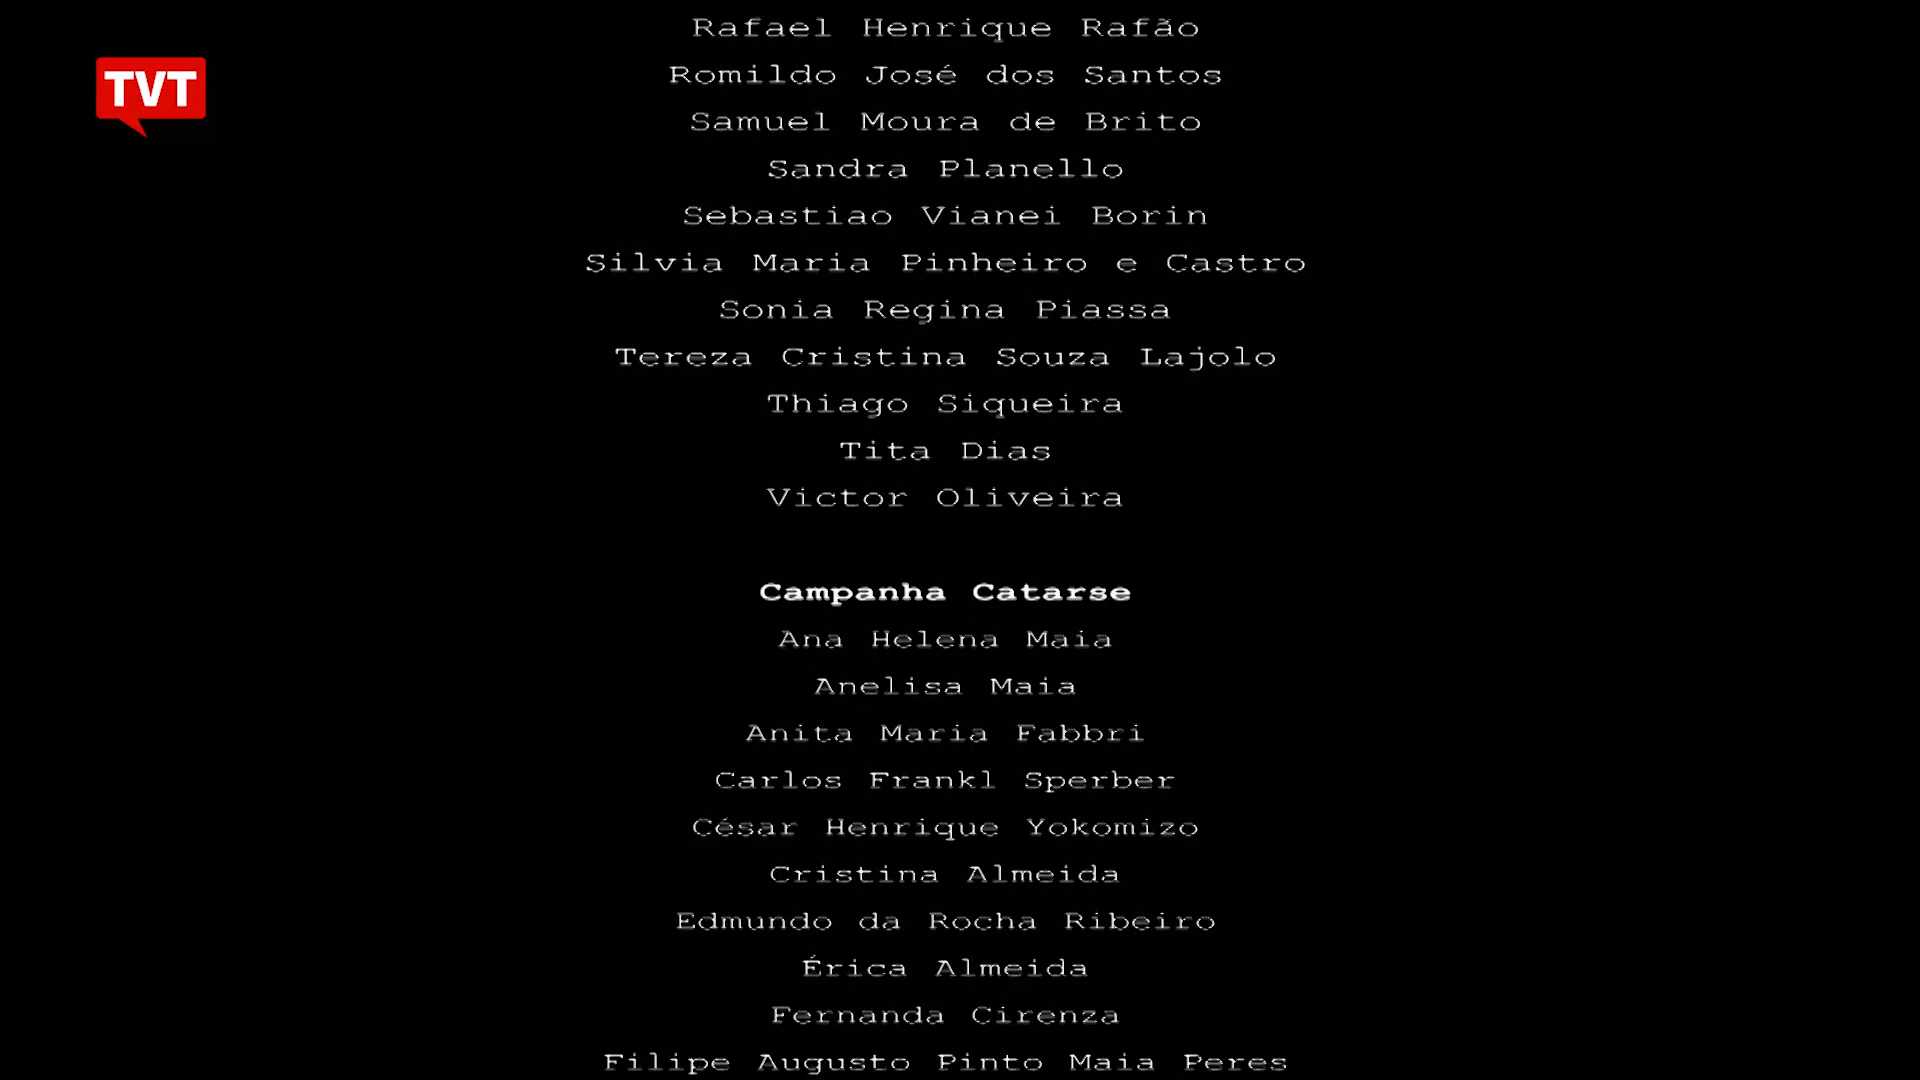 Rafael Henrique Rafão
TVT
Romildo José dos Santos
Samuel Moura de Brito
Sandra Planello
Sebastiao Vianei Borin
Silvia Maria Pinheiro e Castro
Sonia Regina Piassa
Tereza Cristina Souza Lajolo
Thiago Siqueira
Tita Dias
Victor Oliveira
Campanha Catarse
Ana Helena Maia
Anelisa Maia
Anita Maria Fabbri
Carlos Frankl Sperber
César Henrique Yokomizo
Cristina Almeida
Edmundo da Rocha Ribeiro
Érica Almeida
Fernanda Cirenza
Filipe Augusto Pinto Maia Peres